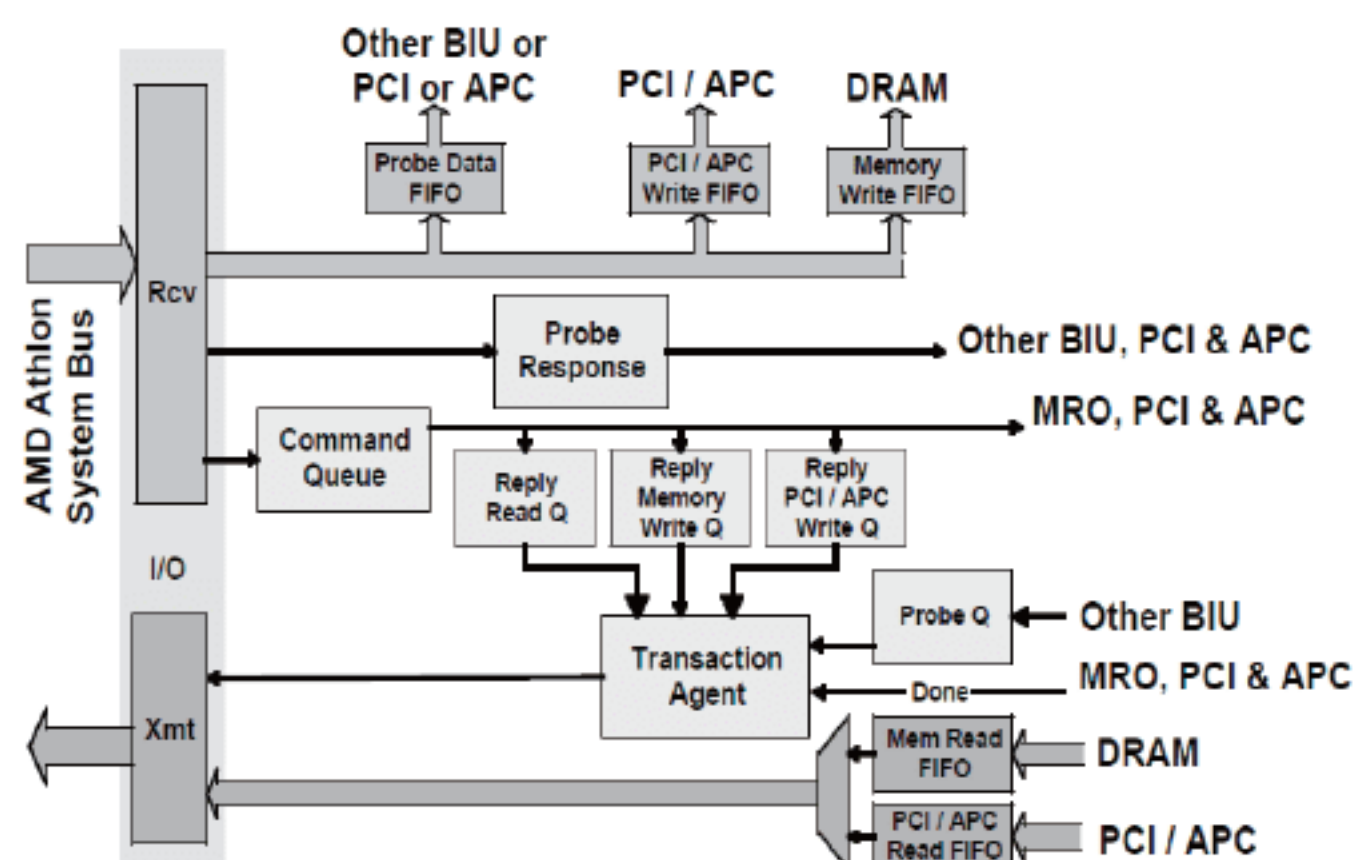 Other BIU or
PCI or APC
PCI / APC
DRAM
Probe Data
FIFO
PCI / APC
Write FIFO
Memory
Write FIFO
Rcv
AMD Athlon
System Bus
Probe
Response
Other BIU, PCI & APC
MRO, PCI & APC
Command
Queue
Reply
Read Q
Reply
Memory
Write Q
Reply
PCI / APC
Write Q
I/O
Probe Q
Other BIU
Transaction
Agent
Done
MRO, PCI & APC
Xmt
Mem Read
FIFO
DRAM
PCI / APC
Read FIFO
PCI / APC